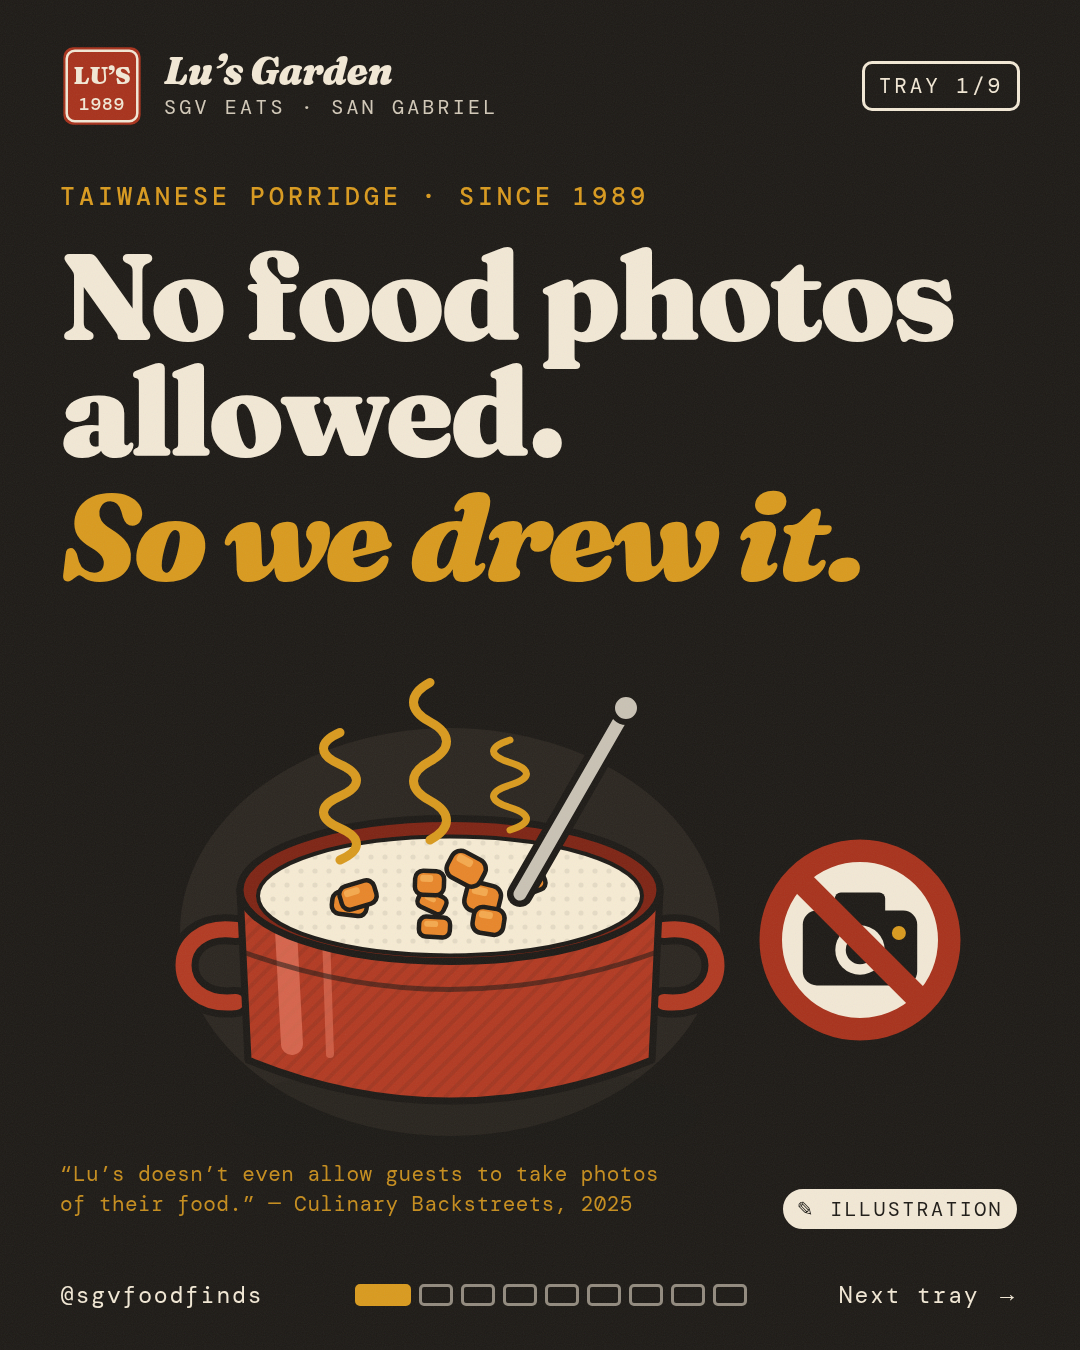 LU'S
1989
Lu’s Garden
SGV EATS · SAN GABRIEL
TRAY 1/9
TAIWANESE PORRIDGE · SINCE 1989
No food photos
allowed.
So we drew it.
“Lu’s doesn’t even allow guests to take photos
of their food.” — Culinary Backstreets, 2025
✎ ILLUSTRATION
@sgvfoodfinds
Next tray →